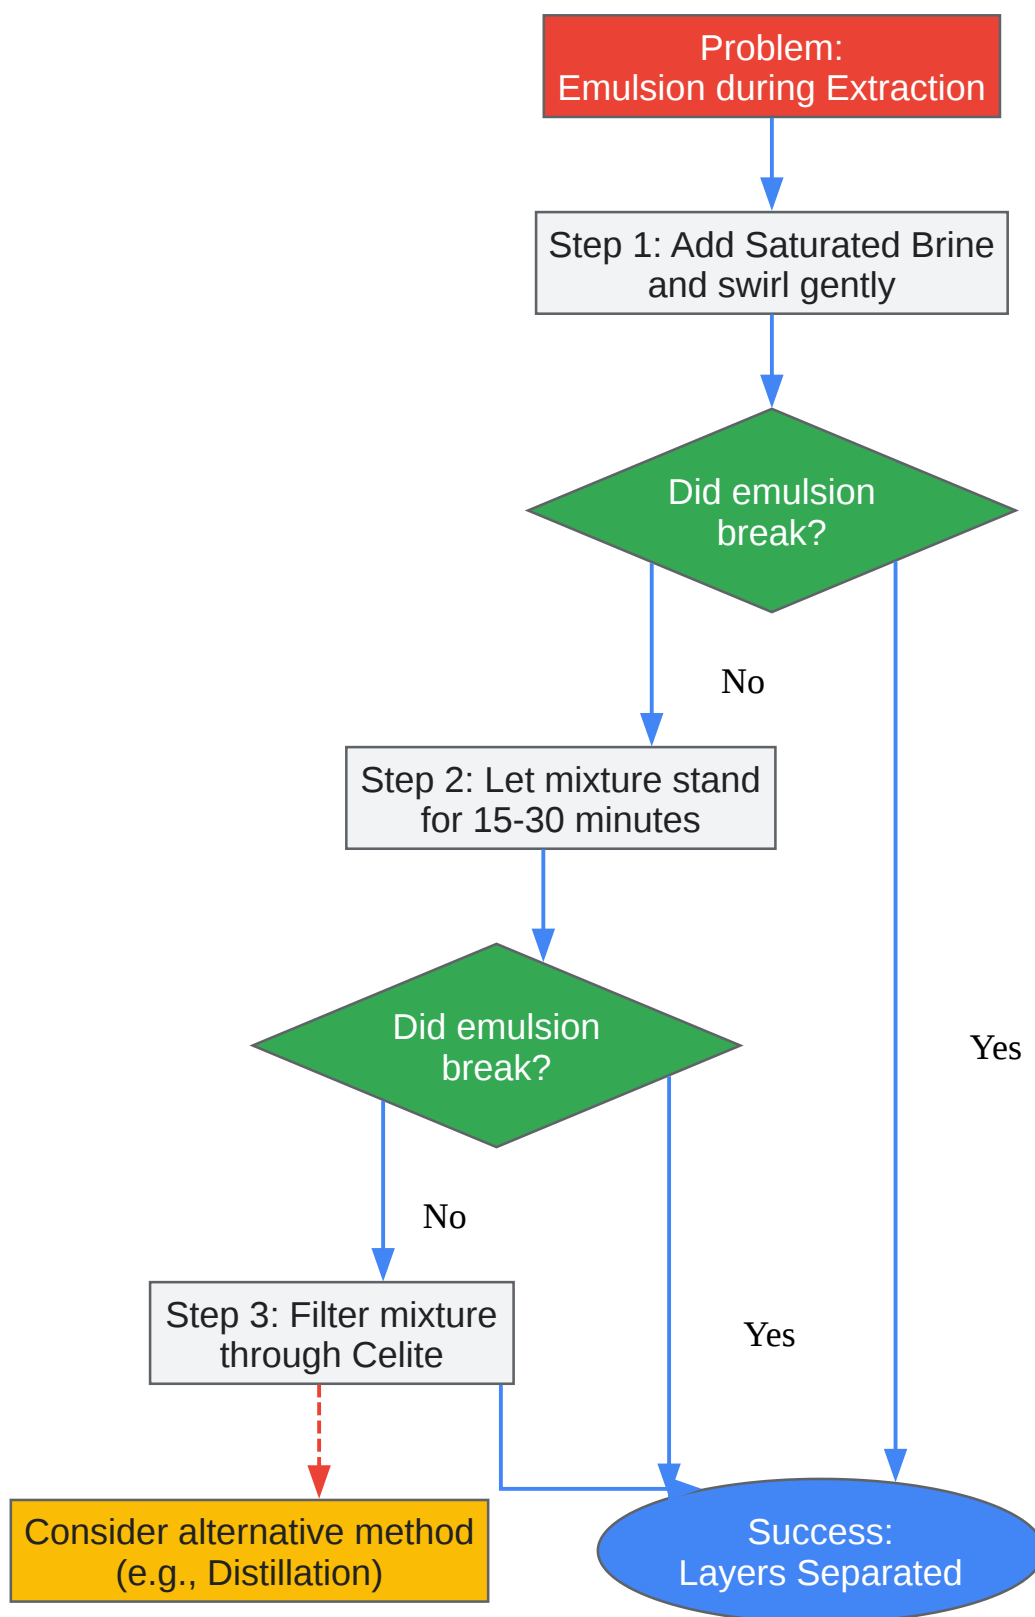 Problem:
Emulsion during Extraction
Step 1: Add Saturated Brine
and swirl gently
Did emulsion
break?
No
Yes
Step 2: Let mixture stand
for 15-30 minutes
Did emulsion
break?
No
Yes
Step 3: Filter mixture
through Celite
Consider alternative method
(e.g., Distillation)
Success:
Layers Separated